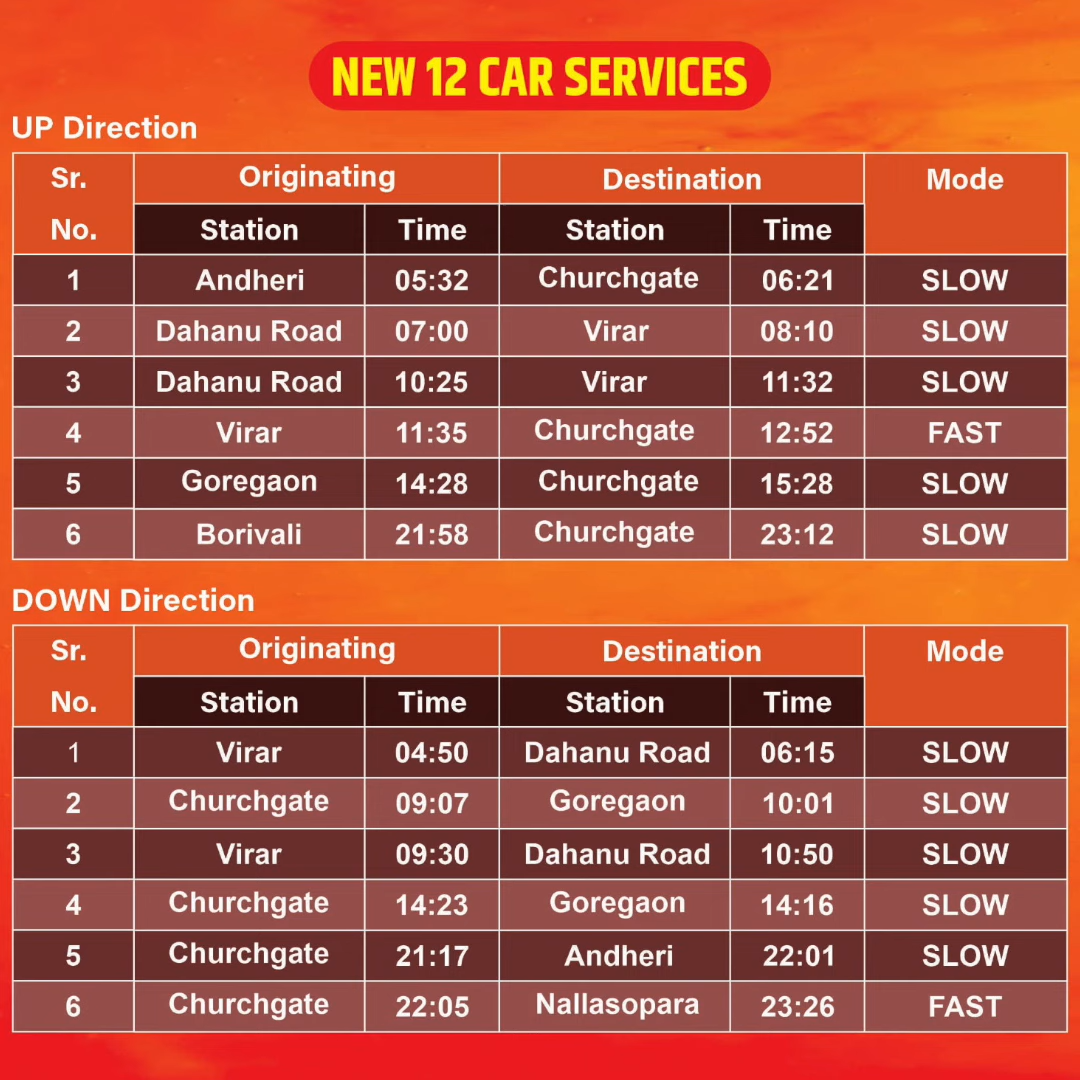 NEW 12 CAR SERVICES
UP Direction
Sr. No. Originating Destination Mode
Station Time Station Time
1 Andheri 05:32 Churchgate 06:21 SLOW
2 Dahanu Road 07:00 Virar 08:10 SLOW
3 Dahanu Road 10:25 Virar 11:32 SLOW
4 Virar 11:35 Churchgate 12:52 FAST
5 Goregaon 14:28 Churchgate 15:28 SLOW
6 Borivali 21:58 Churchgate 23:12 SLOW
DOWN Direction
Sr. No. Originating Destination Mode
Station Time Station Time
1 Virar 04:50 Dahanu Road 06:15 SLOW
2 Churchgate 09:07 Goregaon 10:01 SLOW
3 Virar 09:30 Dahanu Road 10:50 SLOW
4 Churchgate 14:23 Goregaon 14:16 SLOW
5 Churchgate 21:17 Andheri 22:01 SLOW
6 Churchgate 22:05 Nallasopara 23:26 FAST